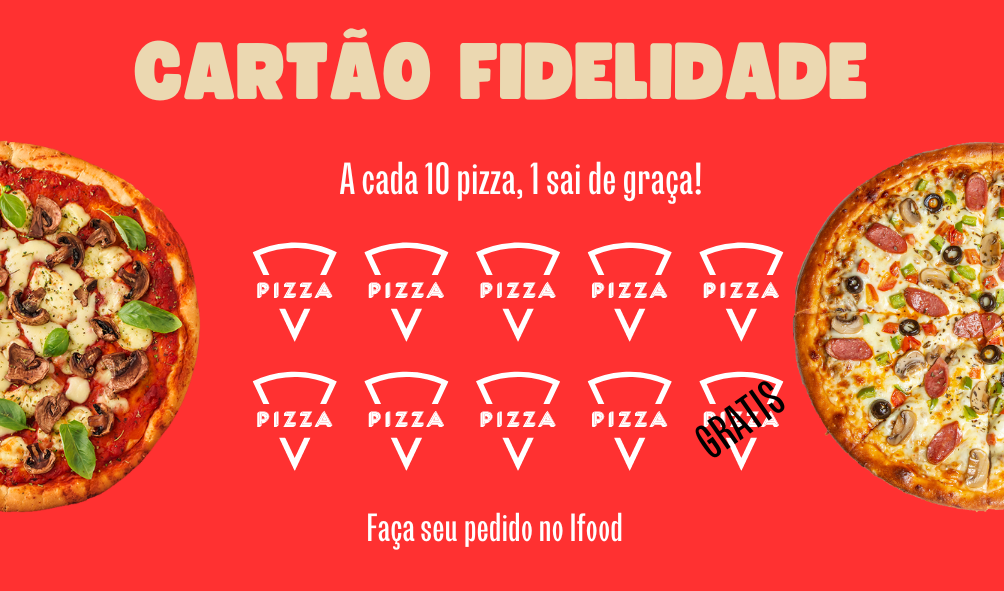 CARTÃO FIDELIDADE
A cada 10 pizza, 1 sai de graça!
PIZZA PIZZA PIZZA PIZZA PIZZA
PIZZA PIZZA PIZZA PIZZA PIZZA
GRATIS
Faça seu pedido no Ifood